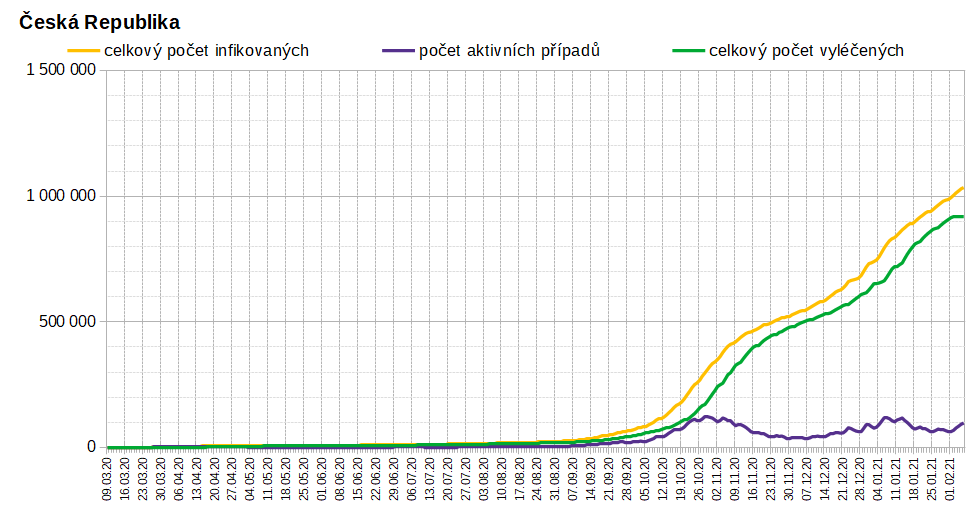 Česká Republika
celkový počet infikovaných počet aktivních případů celkový počet vyléčených
1 500 000
1 000 000
500 000
0
09.03.20 16.03.20 23.03.20 30.03.20 06.04.20 13.04.20 20.04.20 27.04.20 04.05.20 11.05.20 18.05.20 25.05.20 01.06.20 08.06.20 15.06.20 22.06.20 29.06.20 06.07.20 13.07.20 20.07.20 27.07.20 03.08.20 10.08.20 17.08.20 24.08.20 31.08.20 07.09.20 14.09.20 21.09.20 28.09.20 05.10.20 12.10.20 19.10.20 26.10.20 02.11.20 09.11.20 16.11.20 23.11.20 30.11.20 07.12.20 14.12.20 21.12.20 28.12.20 04.01.21 11.01.21 18.01.21 25.01.21 01.02.21